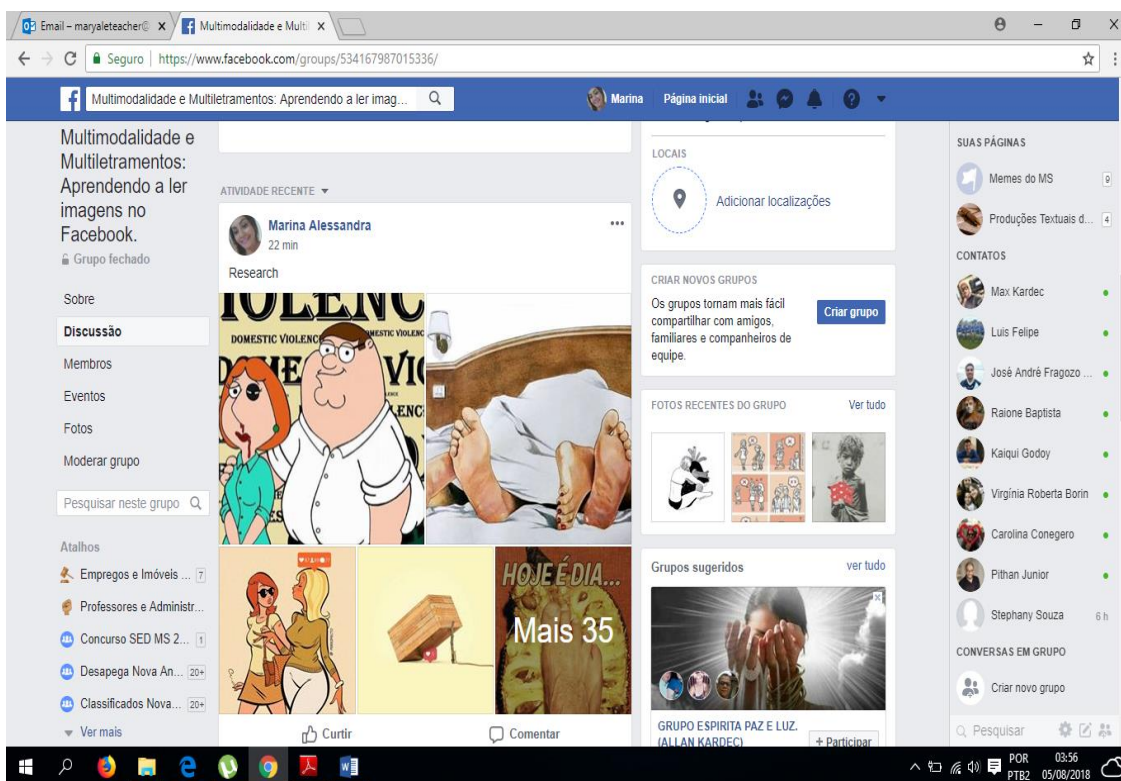 Email – maryaleteacher@
Multimodalidade e Multi
Seguro
https://www.facebook.com/groups/534167987015336/
Multimodalidade e Multiletramentos: Aprendendo a ler imag...
Marina
Página inicial
Multimodalidade e
Multiletramentos:
Aprendendo a ler
imagens no
Facebook.
Grupo fechado
Sobre
Discussão
Membros
Eventos
Fotos
Moderar grupo
Pesquisar neste grupo
Atalhos
Empregos e Imóveis ... 7
Professores e Administr...
Concurso SED MS 2... 1
Desapega Nova An... 20+
Classificados Nova... 20+
Ver mais
ATIVIDADE RECENTE
Marina Alessandra
22 min
Research
DOMESTIC VIOLENC
MESTIC VIOLENC
HOJE É DIA...
Mais 35
Curtir
Comentar
LOCAIS
Adicionar localizações
CRIAR NOVOS GRUPOS
Os grupos tornam mais fácil
compartilhar com amigos,
familiares e companheiros de
equipe.
Criar grupo
FOTOS RECENTES DO GRUPO
Ver tudo
Grupos sugeridos
ver tudo
GRUPO ESPIRITA PAZ E LUZ.
(ALLAN KARDEC)
+ Participar
SUAS PÁGINAS
Memes do MS 9
Produções Textuais d... 4
CONTATOS
Max Kardec
Luis Felipe
Josè André Fragozo ...
Raione Baptista
Kaiqui Godoy
Virgínia Roberta Borin
Carolina Conegero
Pithan Junior
Stephany Souza 6 h
CONVERSAS EM GRUPO
Criar novo grupo
Pesquisar
POR
PTB2
03:56
05/08/2018